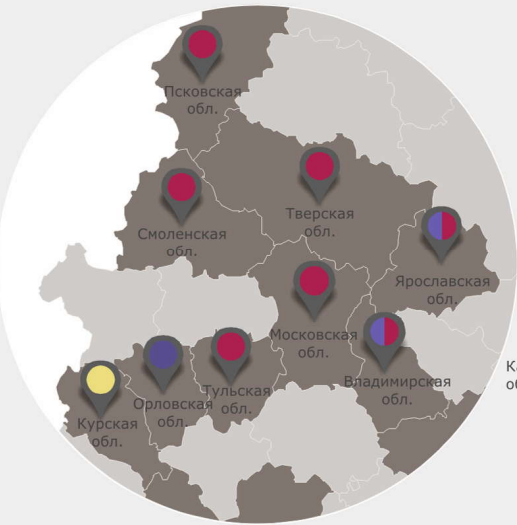 Псковская
обл.
Тверская
обл.
Смоленская
обл.
Ярославская
обл.
Московская
обл.
Владимирская
обл.
Тульская
обл.
Орловская
обл.
Курская
обл.